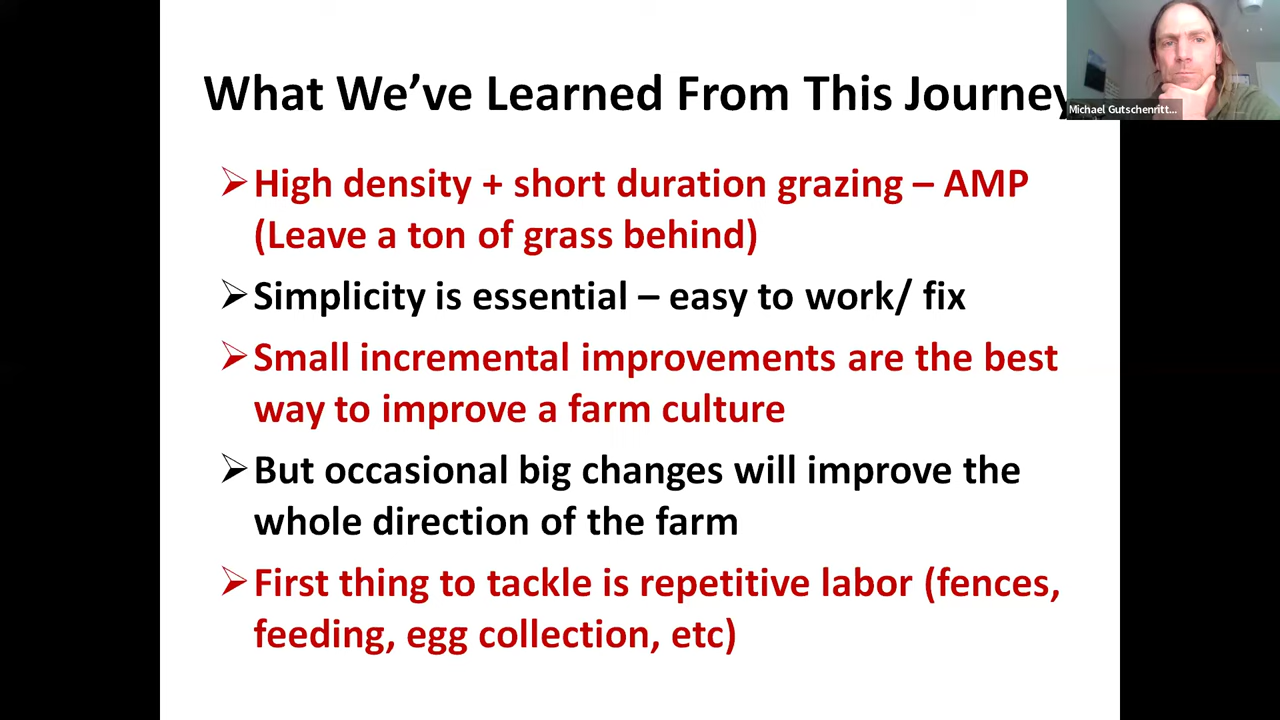 What We've Learned From This Journey
Michael Gutschenritt...
High density + short duration grazing – AMP
(Leave a ton of grass behind)
Simplicity is essential – easy to work/ fix
Small incremental improvements are the best
way to improve a farm culture
But occasional big changes will improve the
whole direction of the farm
First thing to tackle is repetitive labor (fences,
feeding, egg collection, etc)